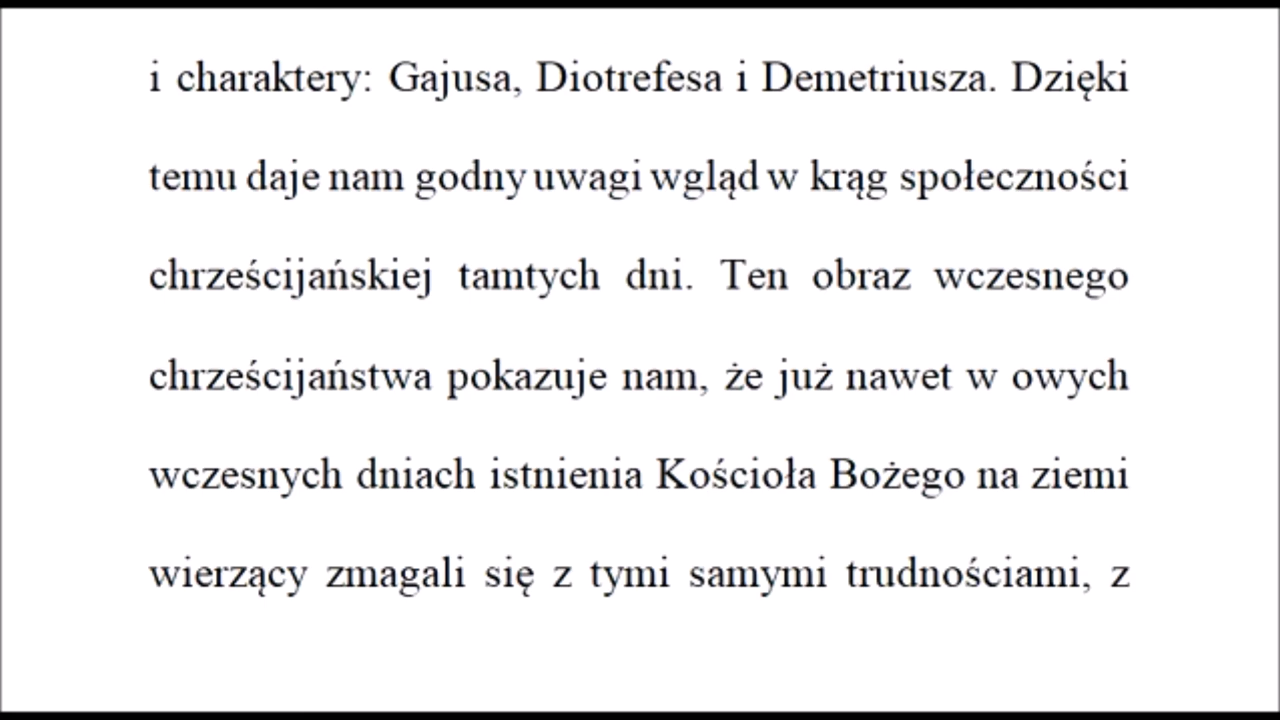 i charaktery: Gajusa, Diotrefesa i Demetriusza. Dzięki
temu daje nam godny uwagi wgląd w krąg społeczności
chrześcijańskiej tamtych dni. Ten obraz wczesnego
chrześcijaństwa pokazuje nam, że już nawet w owych
wczesnych dniach istnienia Kościoła Bożego na ziemi
wierzący zmagali się z tymi samymi trudnościami, z